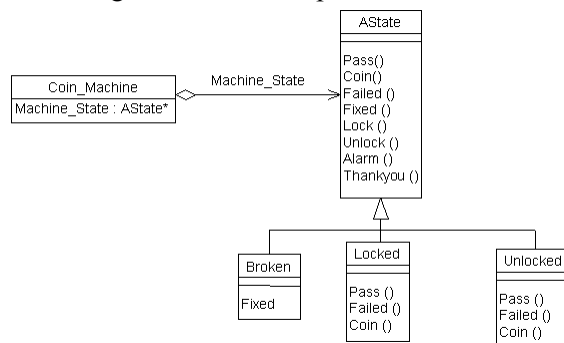 AState
Pass()
Coin()
Failed ()
Fixed ()
Lock ()
Unlock ()
Alarm ()
Thankyou ()
Machine_State
Coin_Machine
Machine_State : AState*
Broken
Fixed
Locked
Pass ()
Failed ()
Coin ()
Unlocked
Pass ()
Failed ()
Coin ()